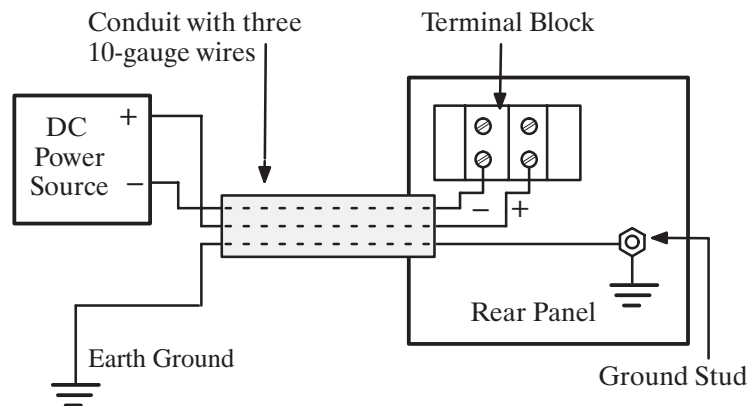 Conduit with three
10-gauge wires
Terminal Block
DC
Power
Source
+
−
− +
Rear Panel
Earth Ground
Ground Stud